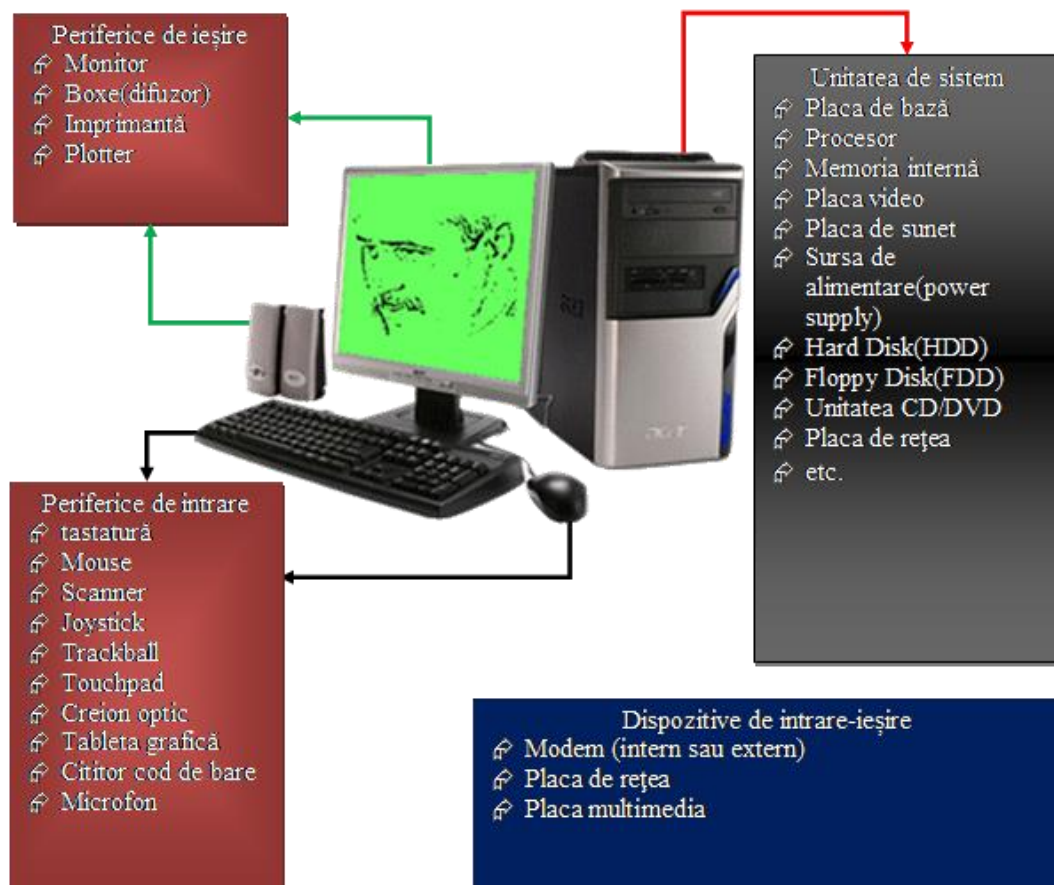 Periferice de ieșire
Monitor
Boxe(difuzor)
Imprimantă
Plotter
Unitatea de sistem
Placa de bază
Procesor
Memoria internă
Placa video
Placa de sunet
Sursa de
alimentare(power
supply)
Hard Disk(HDD)
Floppy Disk(FDD)
Unitatea CD/DVD
Placa de rețea
etc.
acer
Periferice de intrare
tastatură
Mouse
Scanner
Joystick
Trackball
Touchpad
Creion optic
Tableta grafică
Cititor cod de bare
Microfon
Dispozitive de intrare-ieșire
Modem (intern sau extern)
Placa de rețea
Placa multimedia